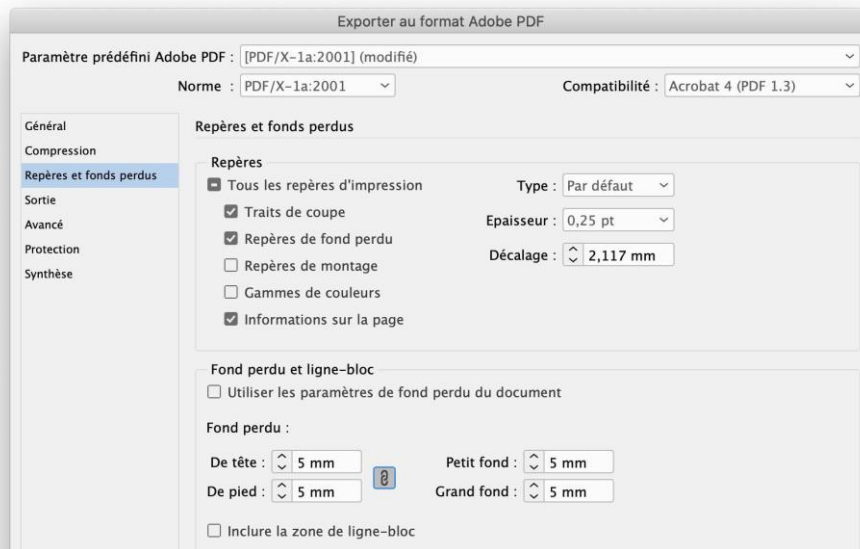 Exporter au format Adobe PDF
Paramètre prédéfini Adobe PDF : [PDF/X-1a:2001] (modifié)
Norme : PDF/X-1a:2001 Compatibilité : Acrobat 4 (PDF 1.3)
Général
Compression
Repères et fonds perdus
Sortie
Avancé
Protection
Synthèse
Repères et fonds perdus
Repères
Tous les repères d'impression
Traits de coupe
Repères de fond perdu
Repères de montage
Gammes de couleurs
Informations sur la page
Type : Par défaut
Epaisseur : 0,25 pt
Décalage : 2,117 mm
Fond perdu et ligne-bloc
Utiliser les paramètres de fond perdu du document
Fond perdu :
De tête : 5 mm Petit fond : 5 mm
De pied : 5 mm Grand fond : 5 mm
Inclure la zone de ligne-bloc